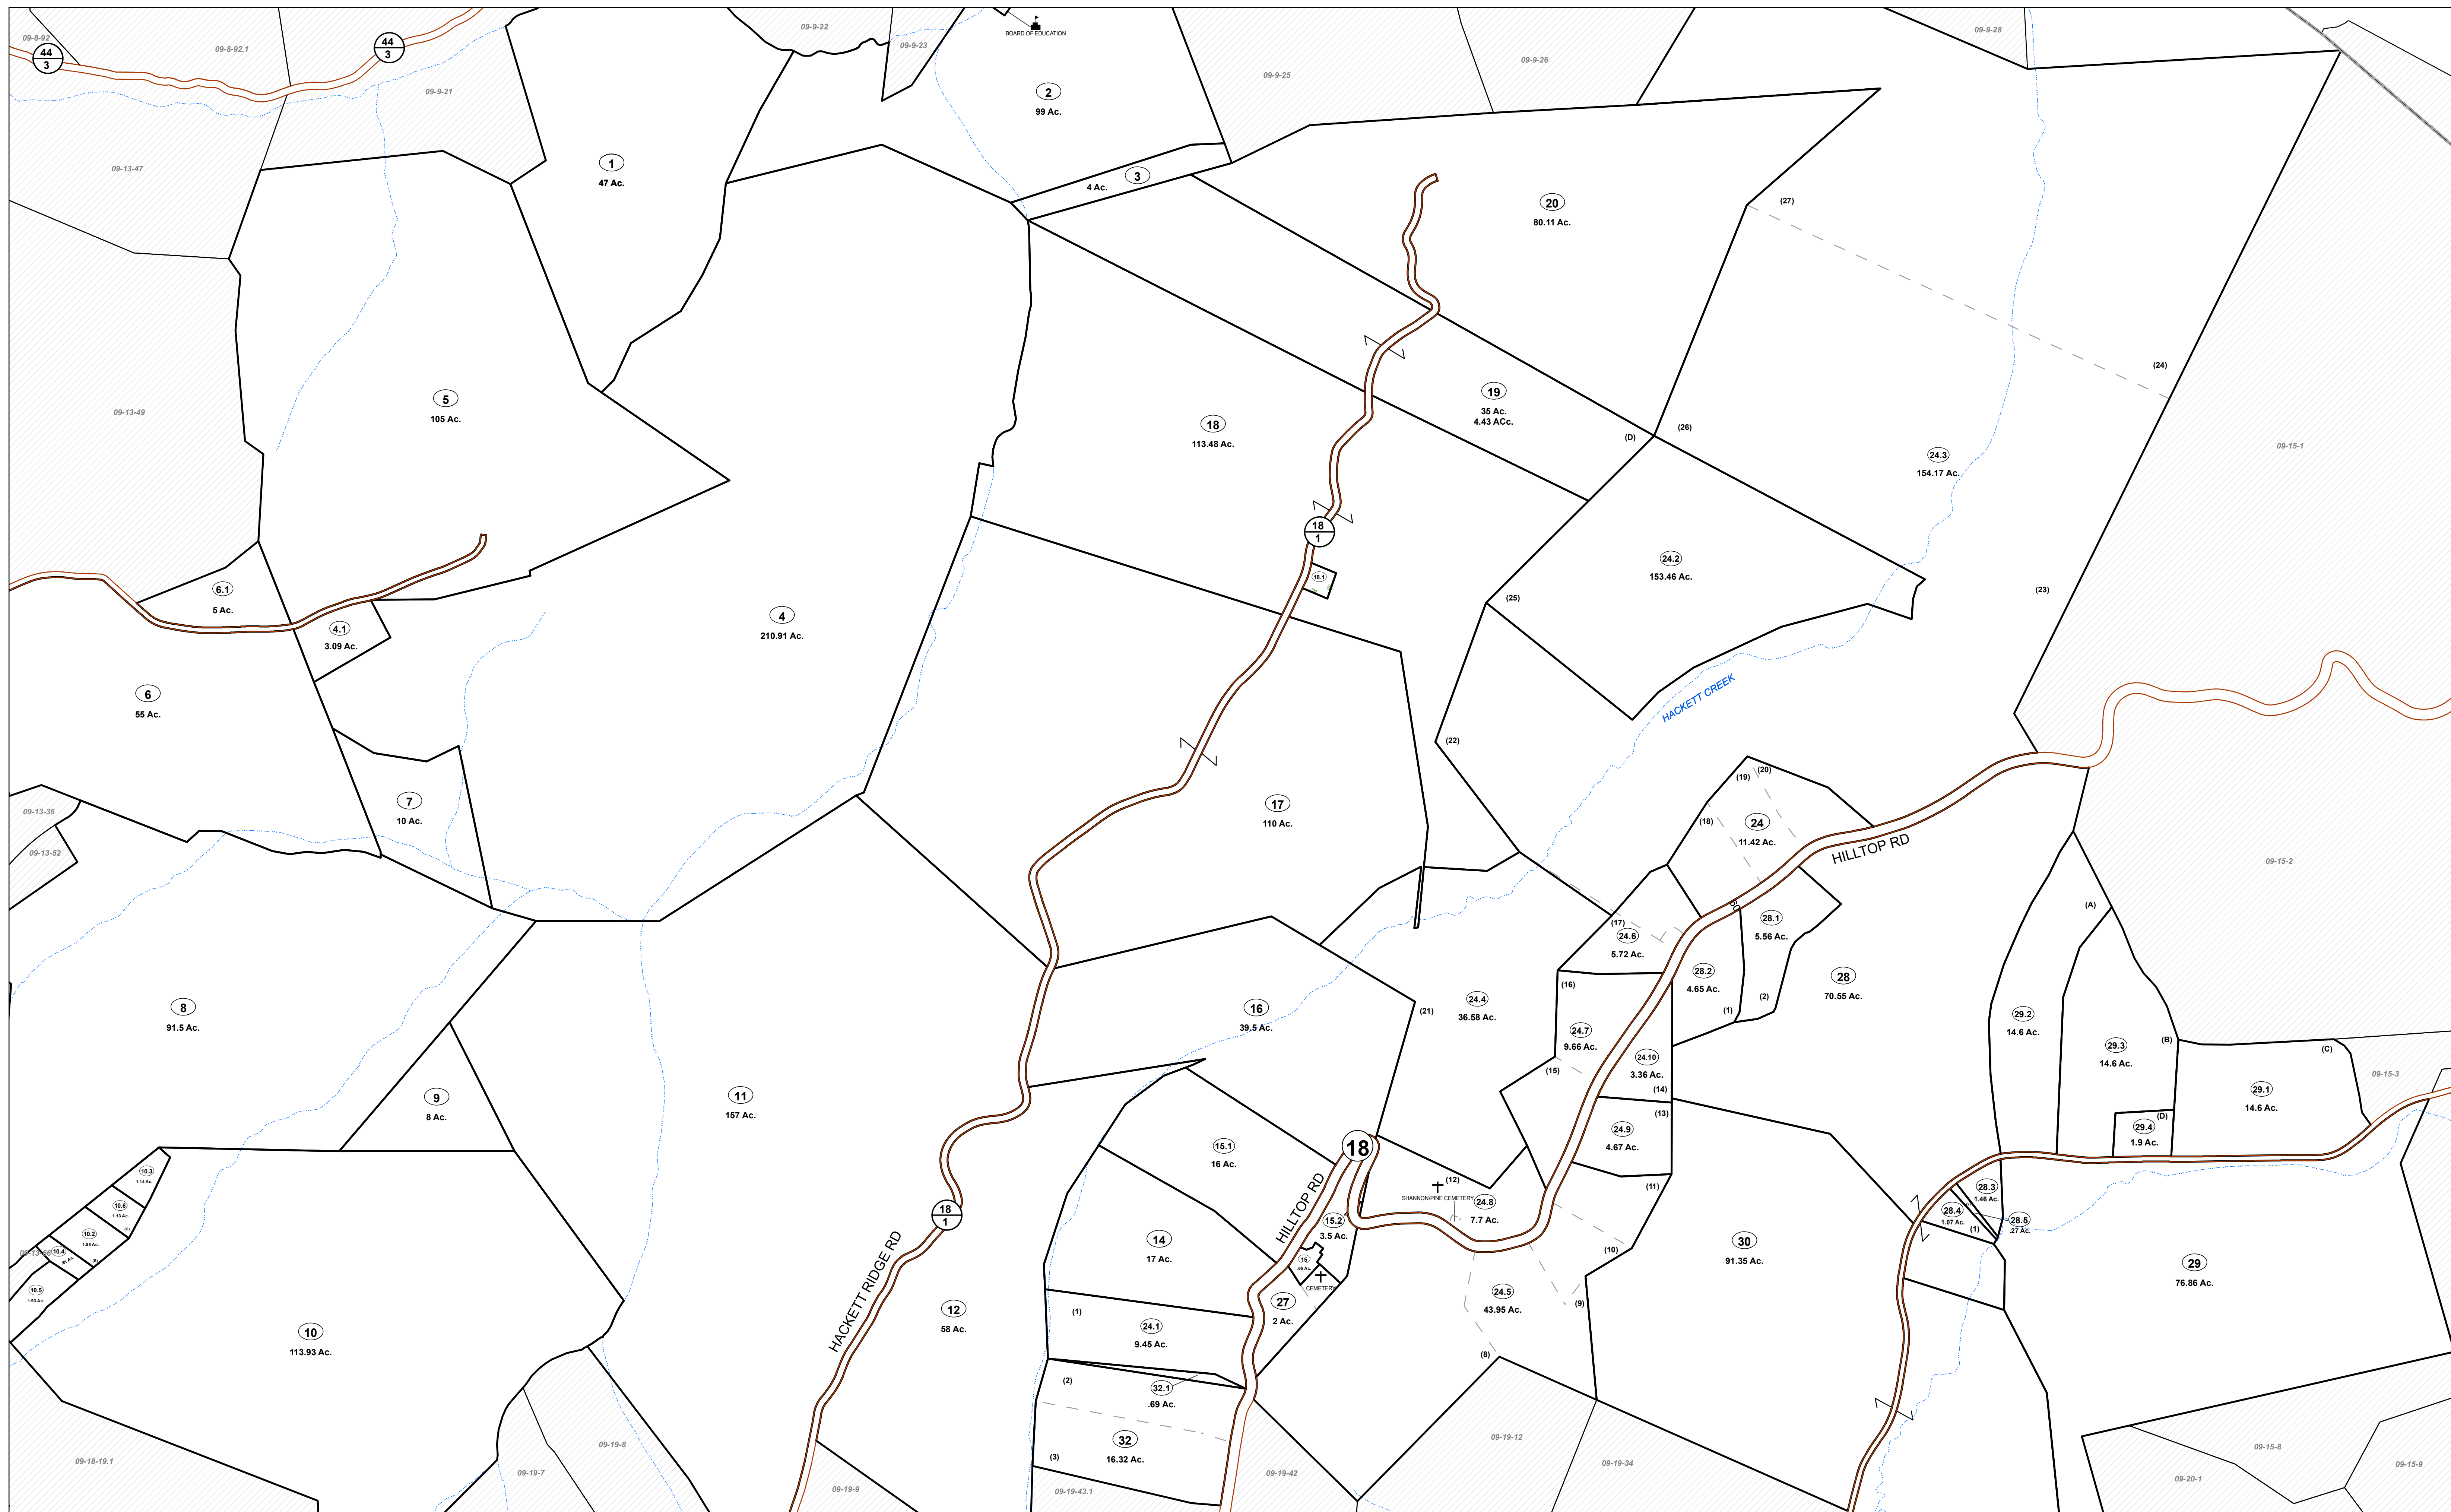 09-8-92
44
3
09-8-92.1
44
3
09-9-21
09-9-22
09-9-23
BOARD OF EDUCATION
2
99 Ac.
09-9-25
09-9-26
09-9-28
09-13-47
1
47 Ac.
4 Ac.
3
20
80.11 Ac.
(27)
(24)
09-13-49
5
105 Ac.
18
113.48 Ac.
19
35 Ac.
4.43 ACc.
(D)
(26)
24.3
154.17 Ac.
09-15-1
18
1
18.1
24.2
153.46 Ac.
(25)
(23)
6.1
5 Ac.
4.1
3.09 Ac.
4
210.91 Ac.
6
55 Ac.
HACKETT CREEK
(22)
7
10 Ac.
17
110 Ac.
(19)
(20)
(18)
24
11.42 Ac.
HILLTOP RD
09-13-35
09-13-52
09-15-2
60
(17)
24.6
5.72 Ac.
28.1
5.56 Ac.
(A)
8
91.5 Ac.
16
39.5 Ac.
(21)
24.4
36.58 Ac.
(16)
28.2
4.65 Ac.
(1)
(2)
28
70.55 Ac.
29.2
14.6 Ac.
24.7
9.66 Ac.
(15)
24.10
3.36 Ac.
(14)
(13)
29.3
14.6 Ac.
(B)
(C)
09-15-3
9
8 Ac.
11
157 Ac.
29.1
14.6 Ac.
(D)
29.4
1.9 Ac.
15.1
16 Ac.
18
24.9
4.67 Ac.
10.3
1.14 Ac.
10.6
1.13 Ac.
10.2
1.88 Ac.
10.4
.91 Ac.
10.5
1.93 Ac.
HILLTOP RD
(12)
SHANNON\PINE CEMETERY
24.8
7.7 Ac.
(11)
28.3
1.46 Ac.
28.4
1.07 Ac.
(1)
28.5
.27 Ac.
18
1
15.2
3.5 Ac.
14
17 Ac.
15
CEMETERY
(10)
30
91.35 Ac.
29
76.86 Ac.
HACKETT RIDGE RD
12
58 Ac.
(1)
24.1
9.45 Ac.
27
2 Ac.
24.5
43.95 Ac.
(9)
10
113.93 Ac.
(8)
(2)
32.1
.69 Ac.
32
16.32 Ac.
(3)
09-18-19.1
09-19-7
09-19-8
09-19-9
09-19-43.1
09-19-42
09-19-12
09-19-34
09-20-1
09-15-8
09-15-9